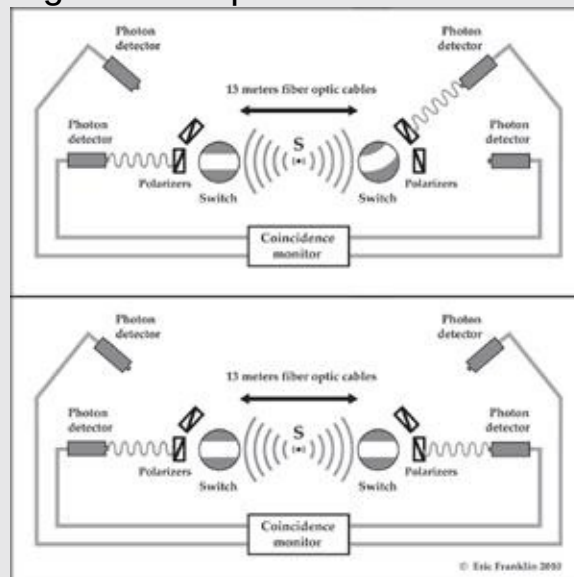 Photon
detector
Photon
detector
13 meters fiber optic cables
Photon
detector
Photon
detector
S
Polarizers
Polarizers
Switch
Switch
Coincidence
monitor
Photon
detector
Photon
detector
13 meters fiber optic cables
Photon
detector
Photon
detector
S
Polarizers
Polarizers
Switch
Switch
Coincidence
monitor
© Eric Franklin 2010